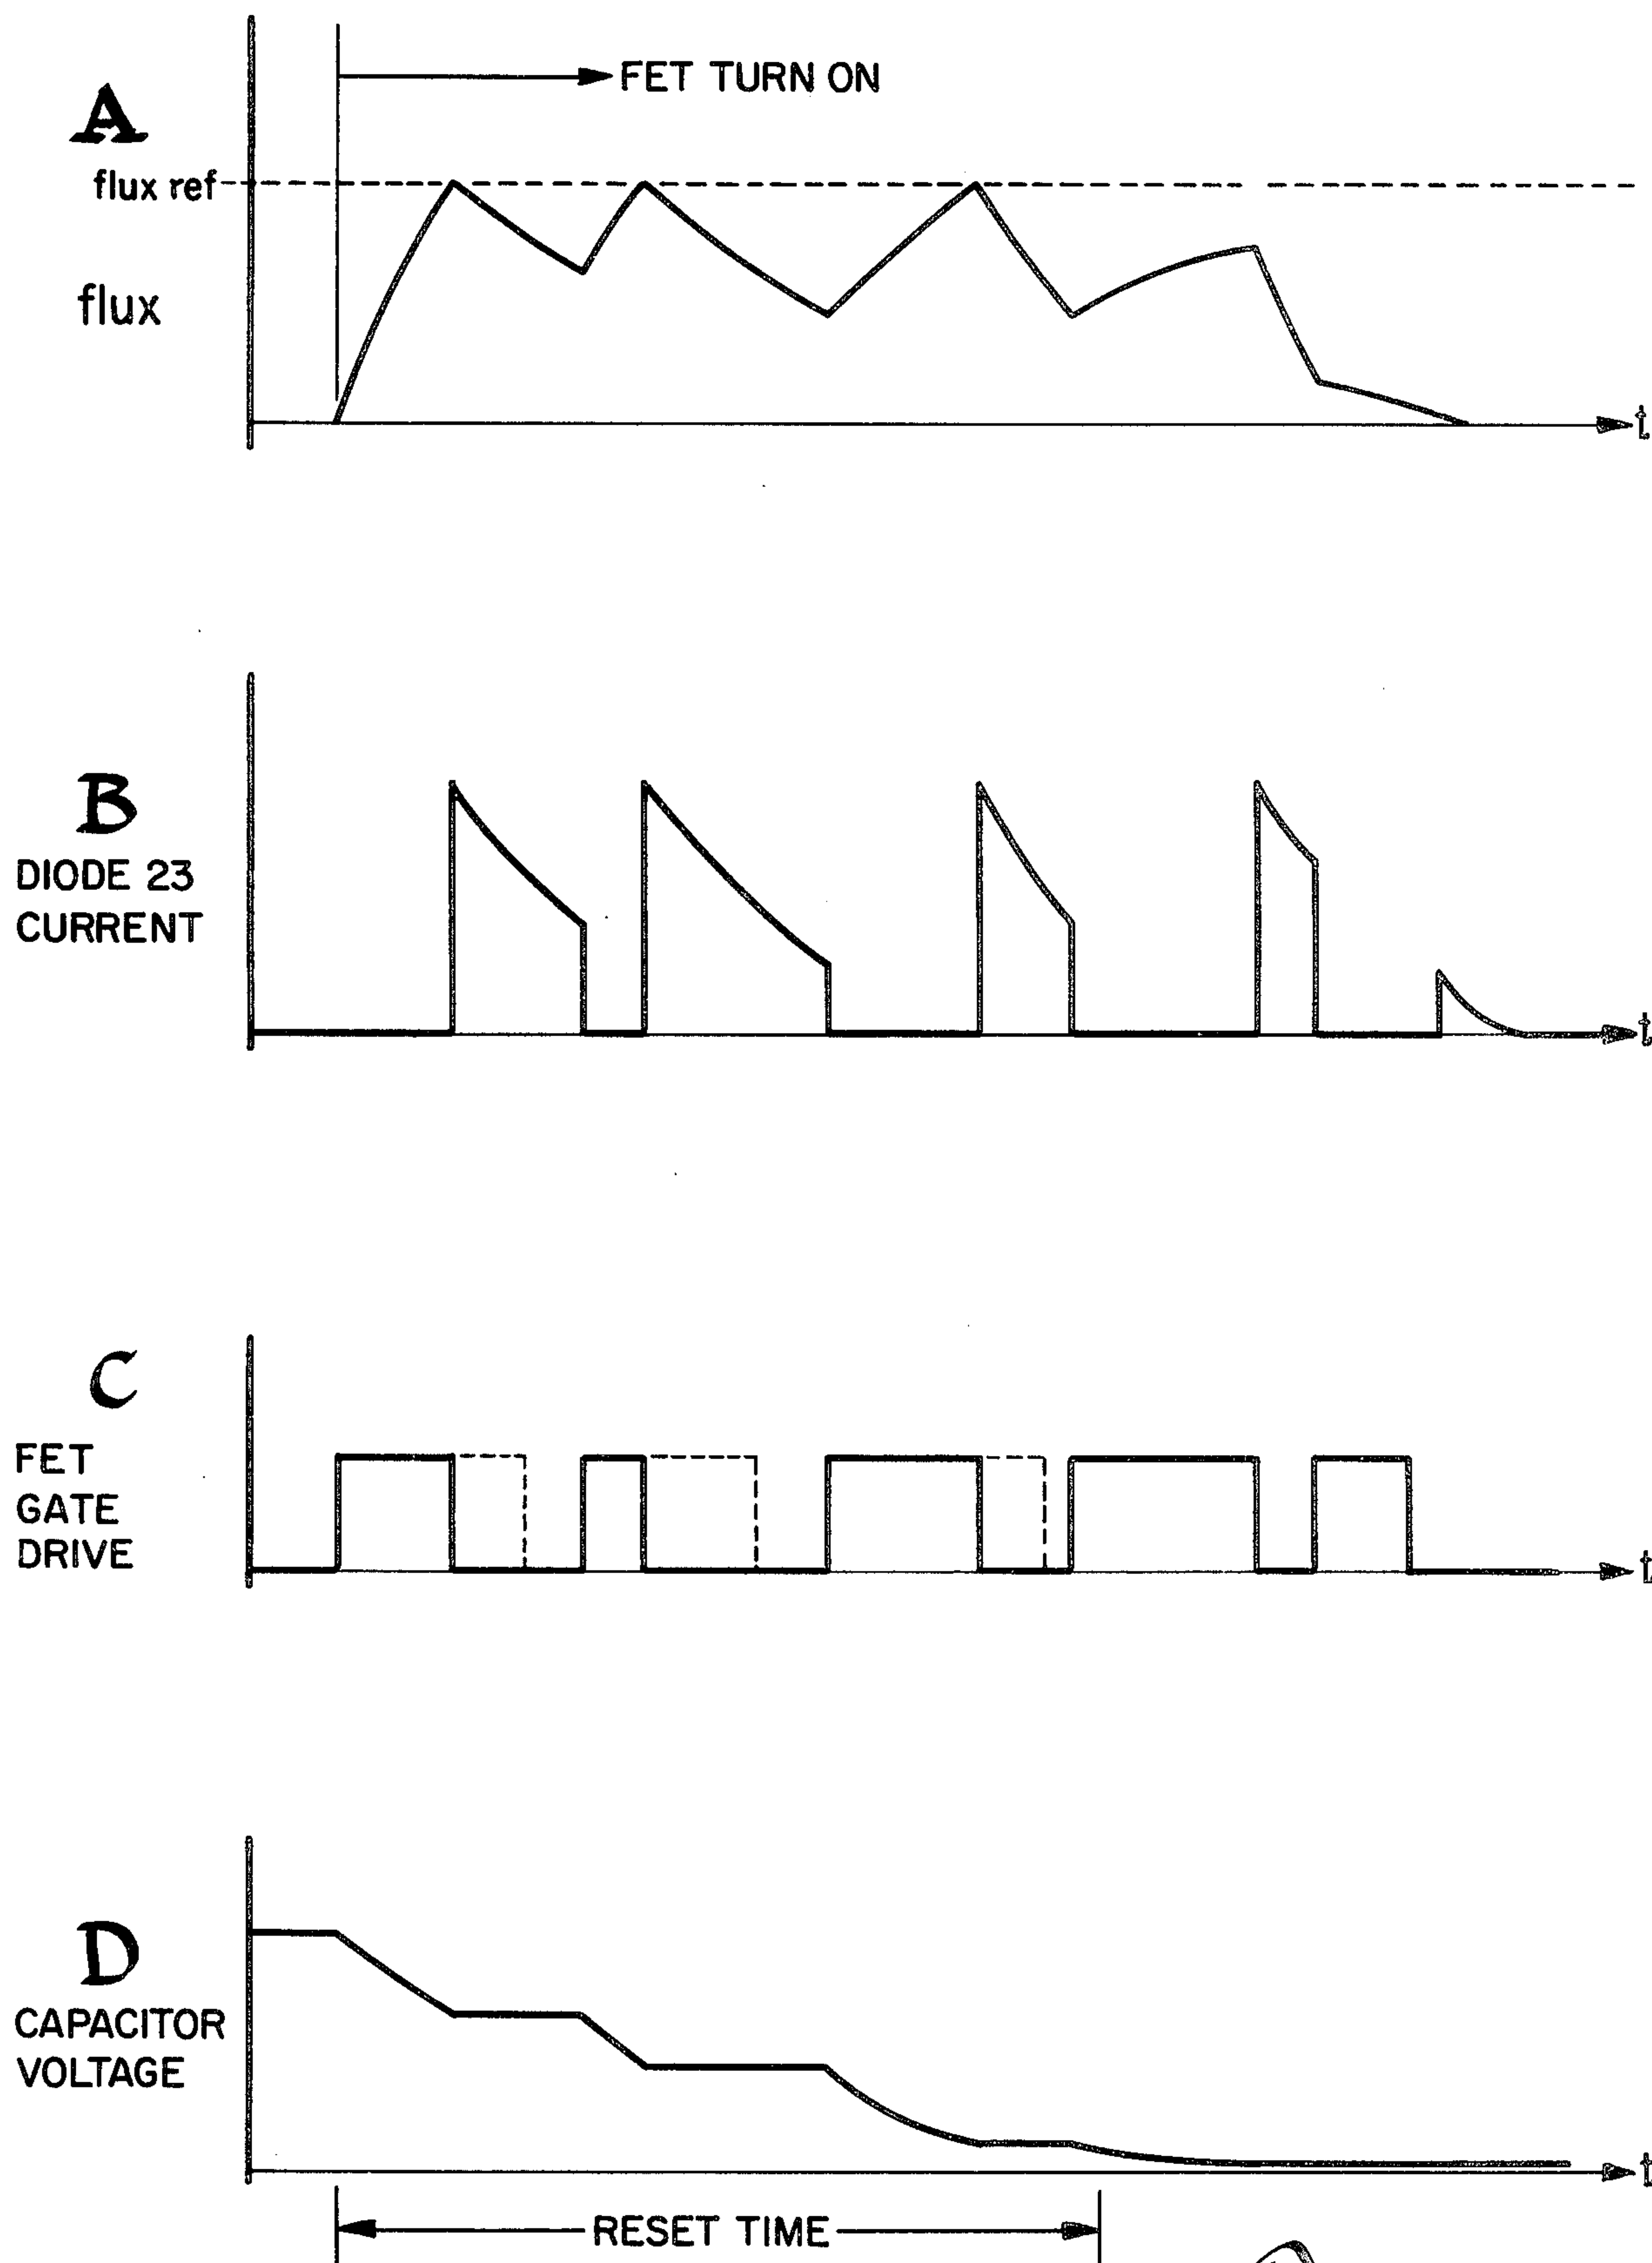 FET TURN ON
A
flux ref
flux
t
B
DIODE 23
CURRENT
t
C
FET
GATE
DRIVE
t
D
CAPACITOR
VOLTAGE
t
RESET TIME